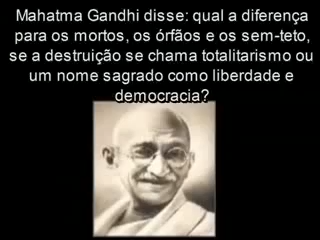 Mahatma Gandhi disse: qual a diferença
para os mortos, os órfãos e os sem-teto,
se a destruição se chama totalitarismo ou
um nome sagrado como liberdade e
democracia?